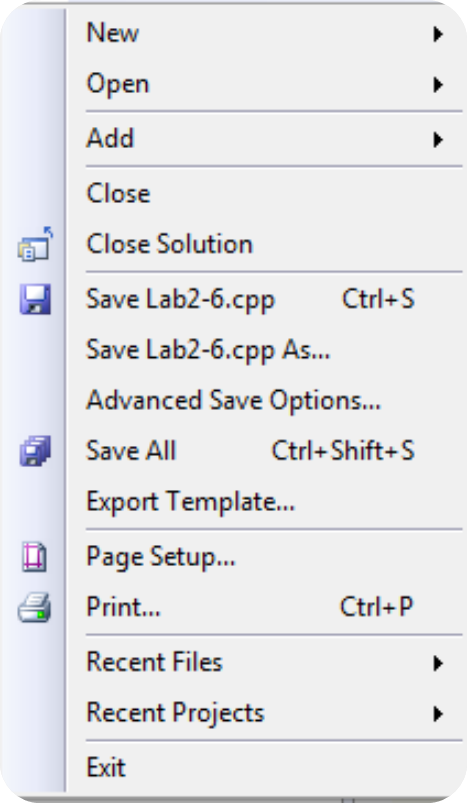 New
Open
Add
Close
Close Solution
Save Lab2-6.cpp Ctrl+S
Save Lab2-6.cpp As...
Advanced Save Options...
Save All Ctrl+Shift+S
Export Template...
Page Setup...
Print... Ctrl+P
Recent Files
Recent Projects
Exit